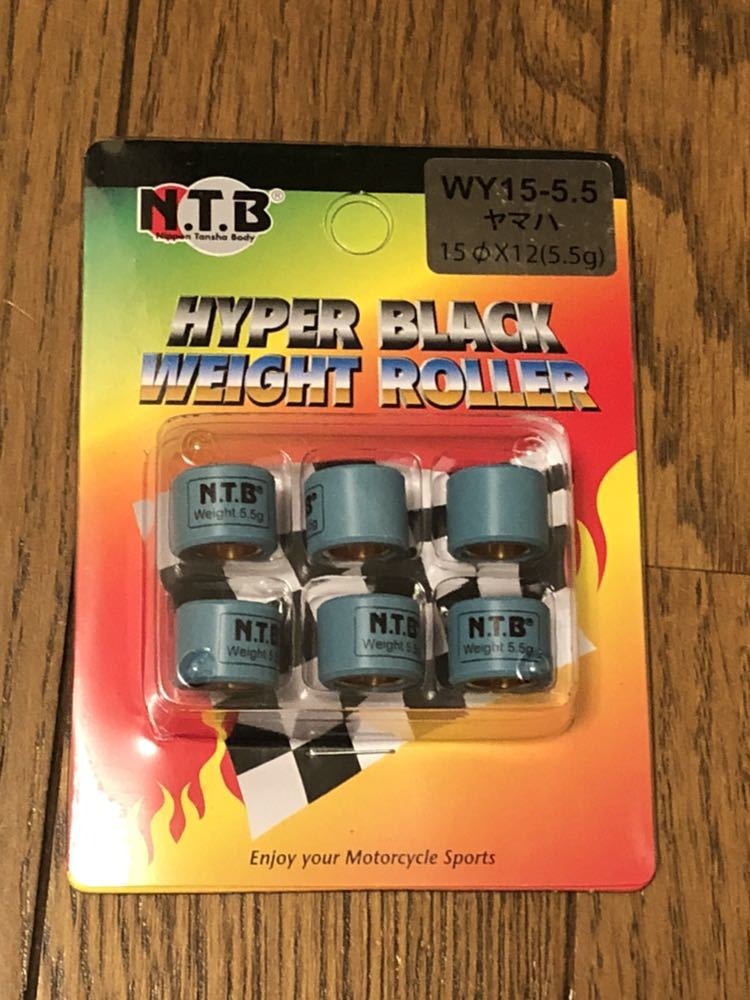 N.T.B®
Nippon Tansha Body
WY15-5.5
ヤマハ
15φX12(5.5g)
HYPER BLACK
WEIGHT ROLLER
N.T.B®
Weight 5.5g
B®
5g
N.T.B
Weight 5
N.T.B
Weight 5.5
N.T.B®
Weight 5.5g
Enjoy your Motorcycle Sports